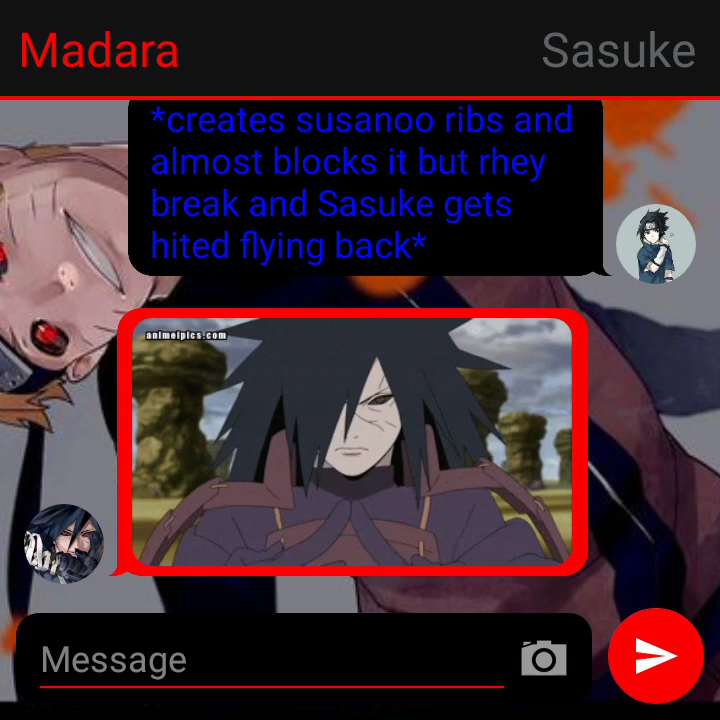 Madara
Sasuke
*creates susanoo ribs and
almost blocks it but rhey
break and Sasuke gets
hited flying back*
animeipics.com
Message